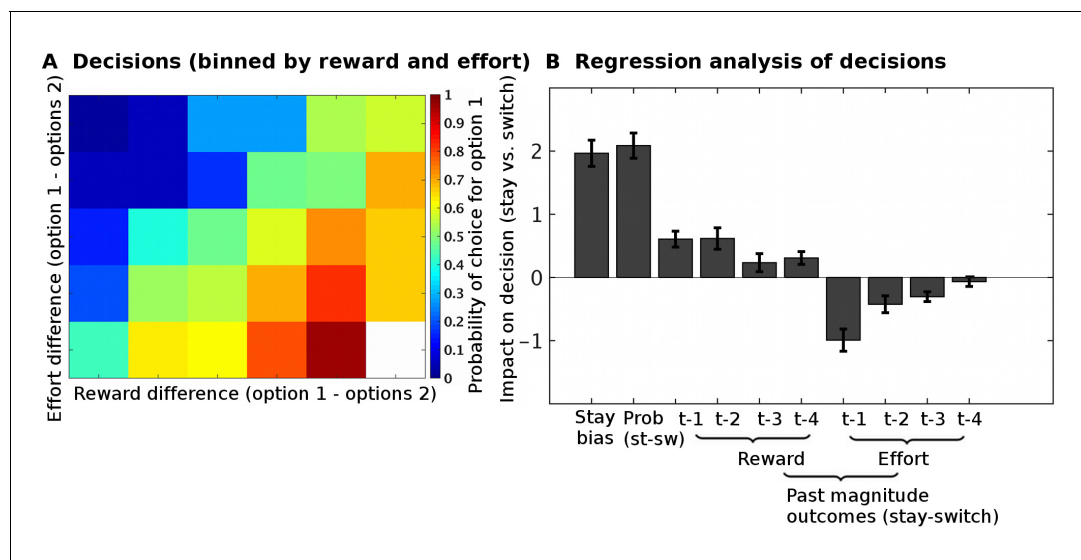 A Decisions (binned by reward and effort)
Effort difference (option 1 - options 2)
Reward difference (option 1 - options 2)
1
0.9
0.8
0.7
0.6
0.5
0.4
0.3
0.2
0.1
0
Probability of choice for option 1
B Regression analysis of decisions
Impact on decision (stay vs. switch)
2
1
0
−1
Stay bias
Prob (st-sw)
t-1 t-2 t-3 t-4 t-1 t-2 t-3 t-4
Reward Effort
Past magnitude
outcomes (stay-switch)